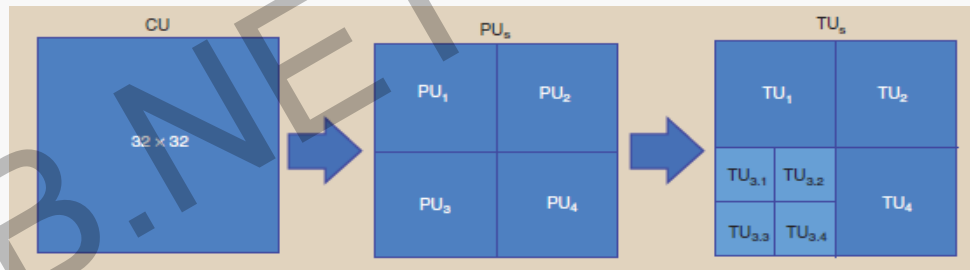 CU
32 × 32
PUs
PU1
PU2
PU3
PU4
TUs
TU1
TU2
TU3.1
TU3.2
TU3.3
TU3.4
TU4
B.NET